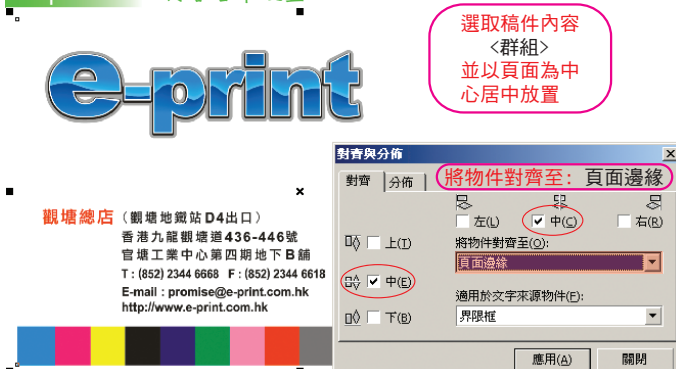 選取稿件內容
<群組>
並以頁面為中
心居中放置
e-print
對齊與分佈
對齊
分佈
將物件對齊至: 頁面邊緣
左(L)
中(C)
右(R)
上(T)
將物件對齊至(O):
頁面邊緣
中(E)
適用於文字來源物件(F):
下(B)
界限框
應用(A)
關閉
觀塘總店 (觀塘地鐵站D4出口)
香港九龍觀塘道436-446號
官塘工業中心第四期地下B舖
T : (852) 2344 6668 F : (852) 2344 6618
E-mail : promise@e-print.com.hk
http://www.e-print.com.hk